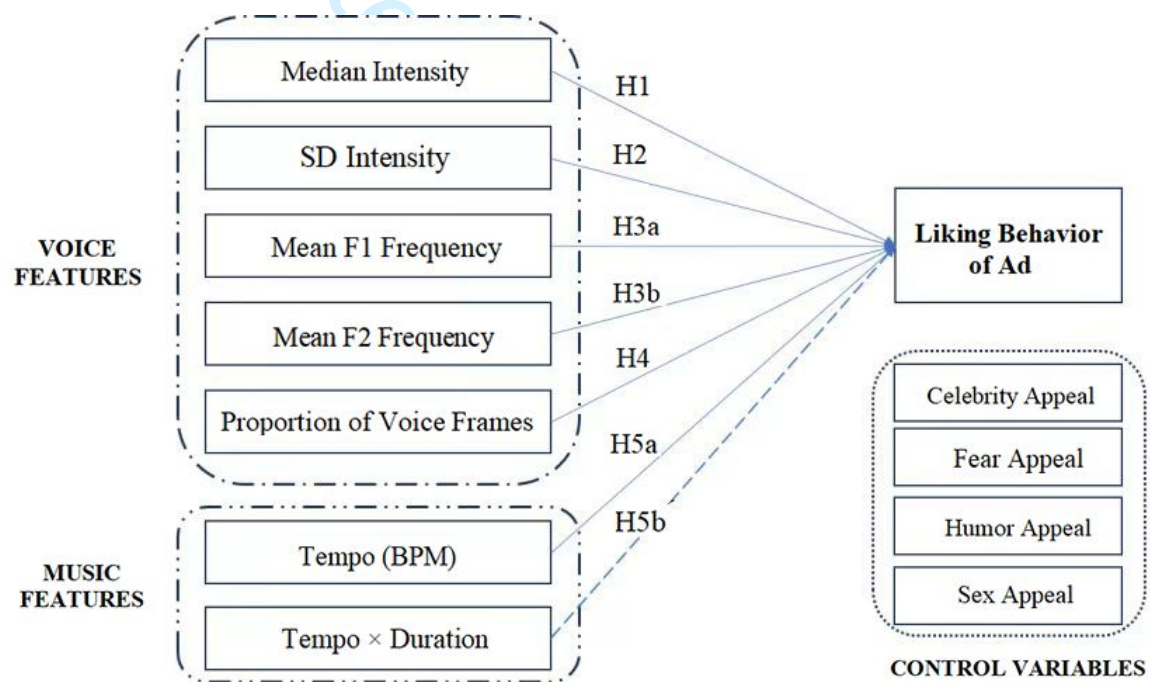 VOICE
FEATURES
Median Intensity
SD Intensity
Mean F1 Frequency
Mean F2 Frequency
Proportion of Voice Frames
MUSIC
FEATURES
Tempo (BPM)
Tempo × Duration
H1
H2
H3a
H3b
H4
H5a
H5b
Liking Behavior
of Ad
Celebrity Appeal
Fear Appeal
Humor Appeal
Sex Appeal
CONTROL VARIABLES